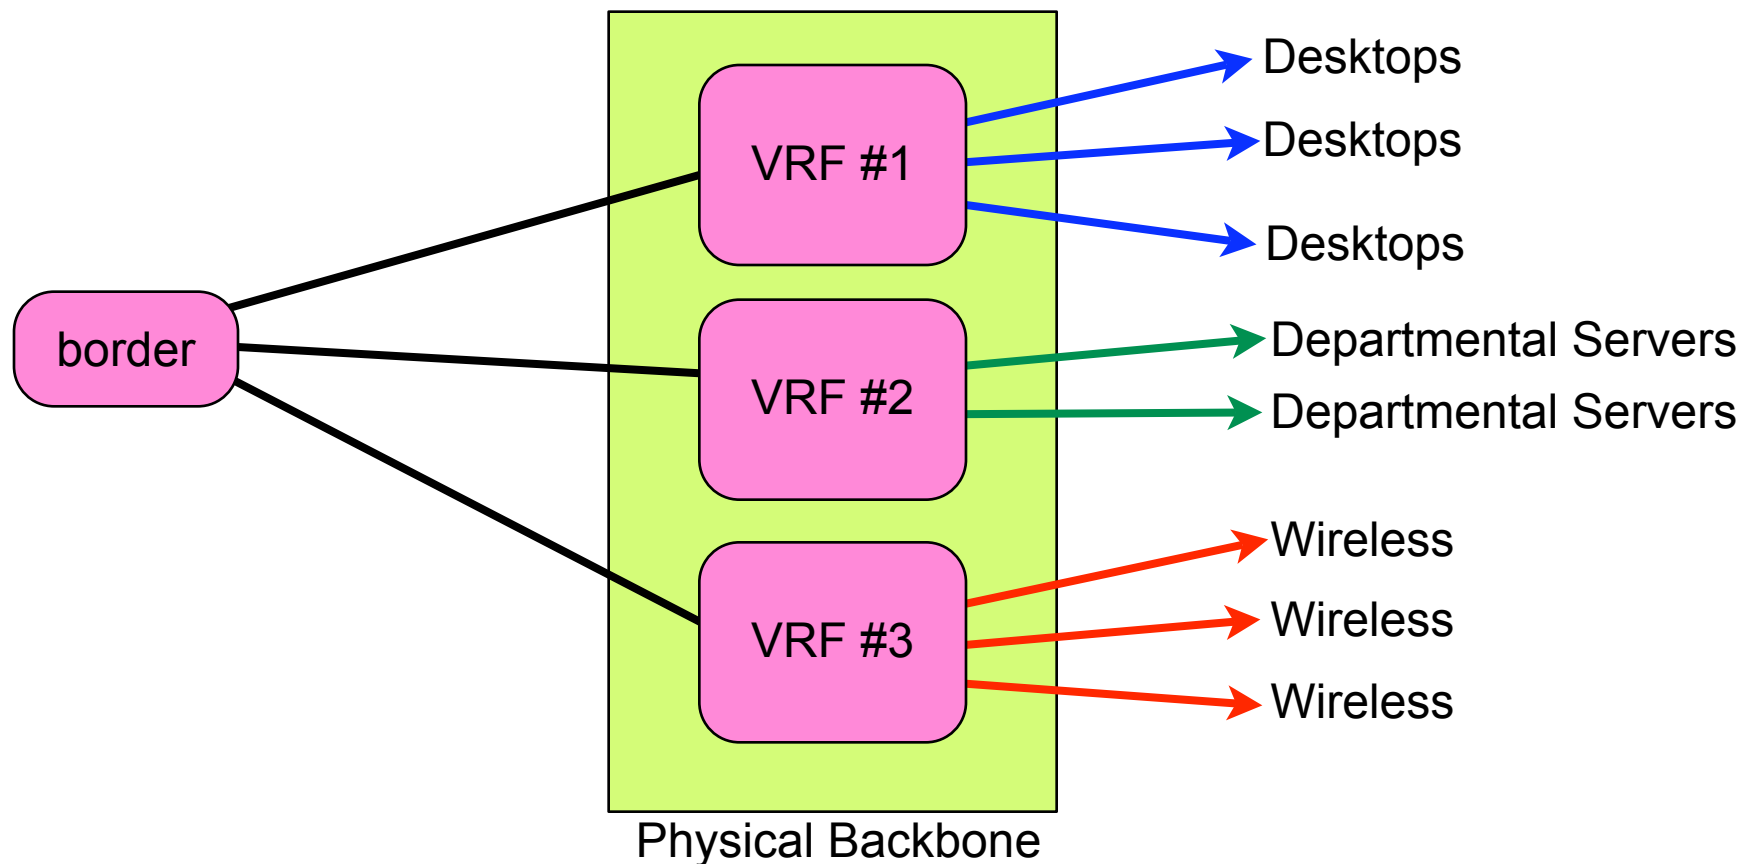 border
VRF #1
VRF #2
VRF #3
Desktops
Desktops
Desktops
Departmental Servers
Departmental Servers
Wireless
Wireless
Wireless
Physical Backbone